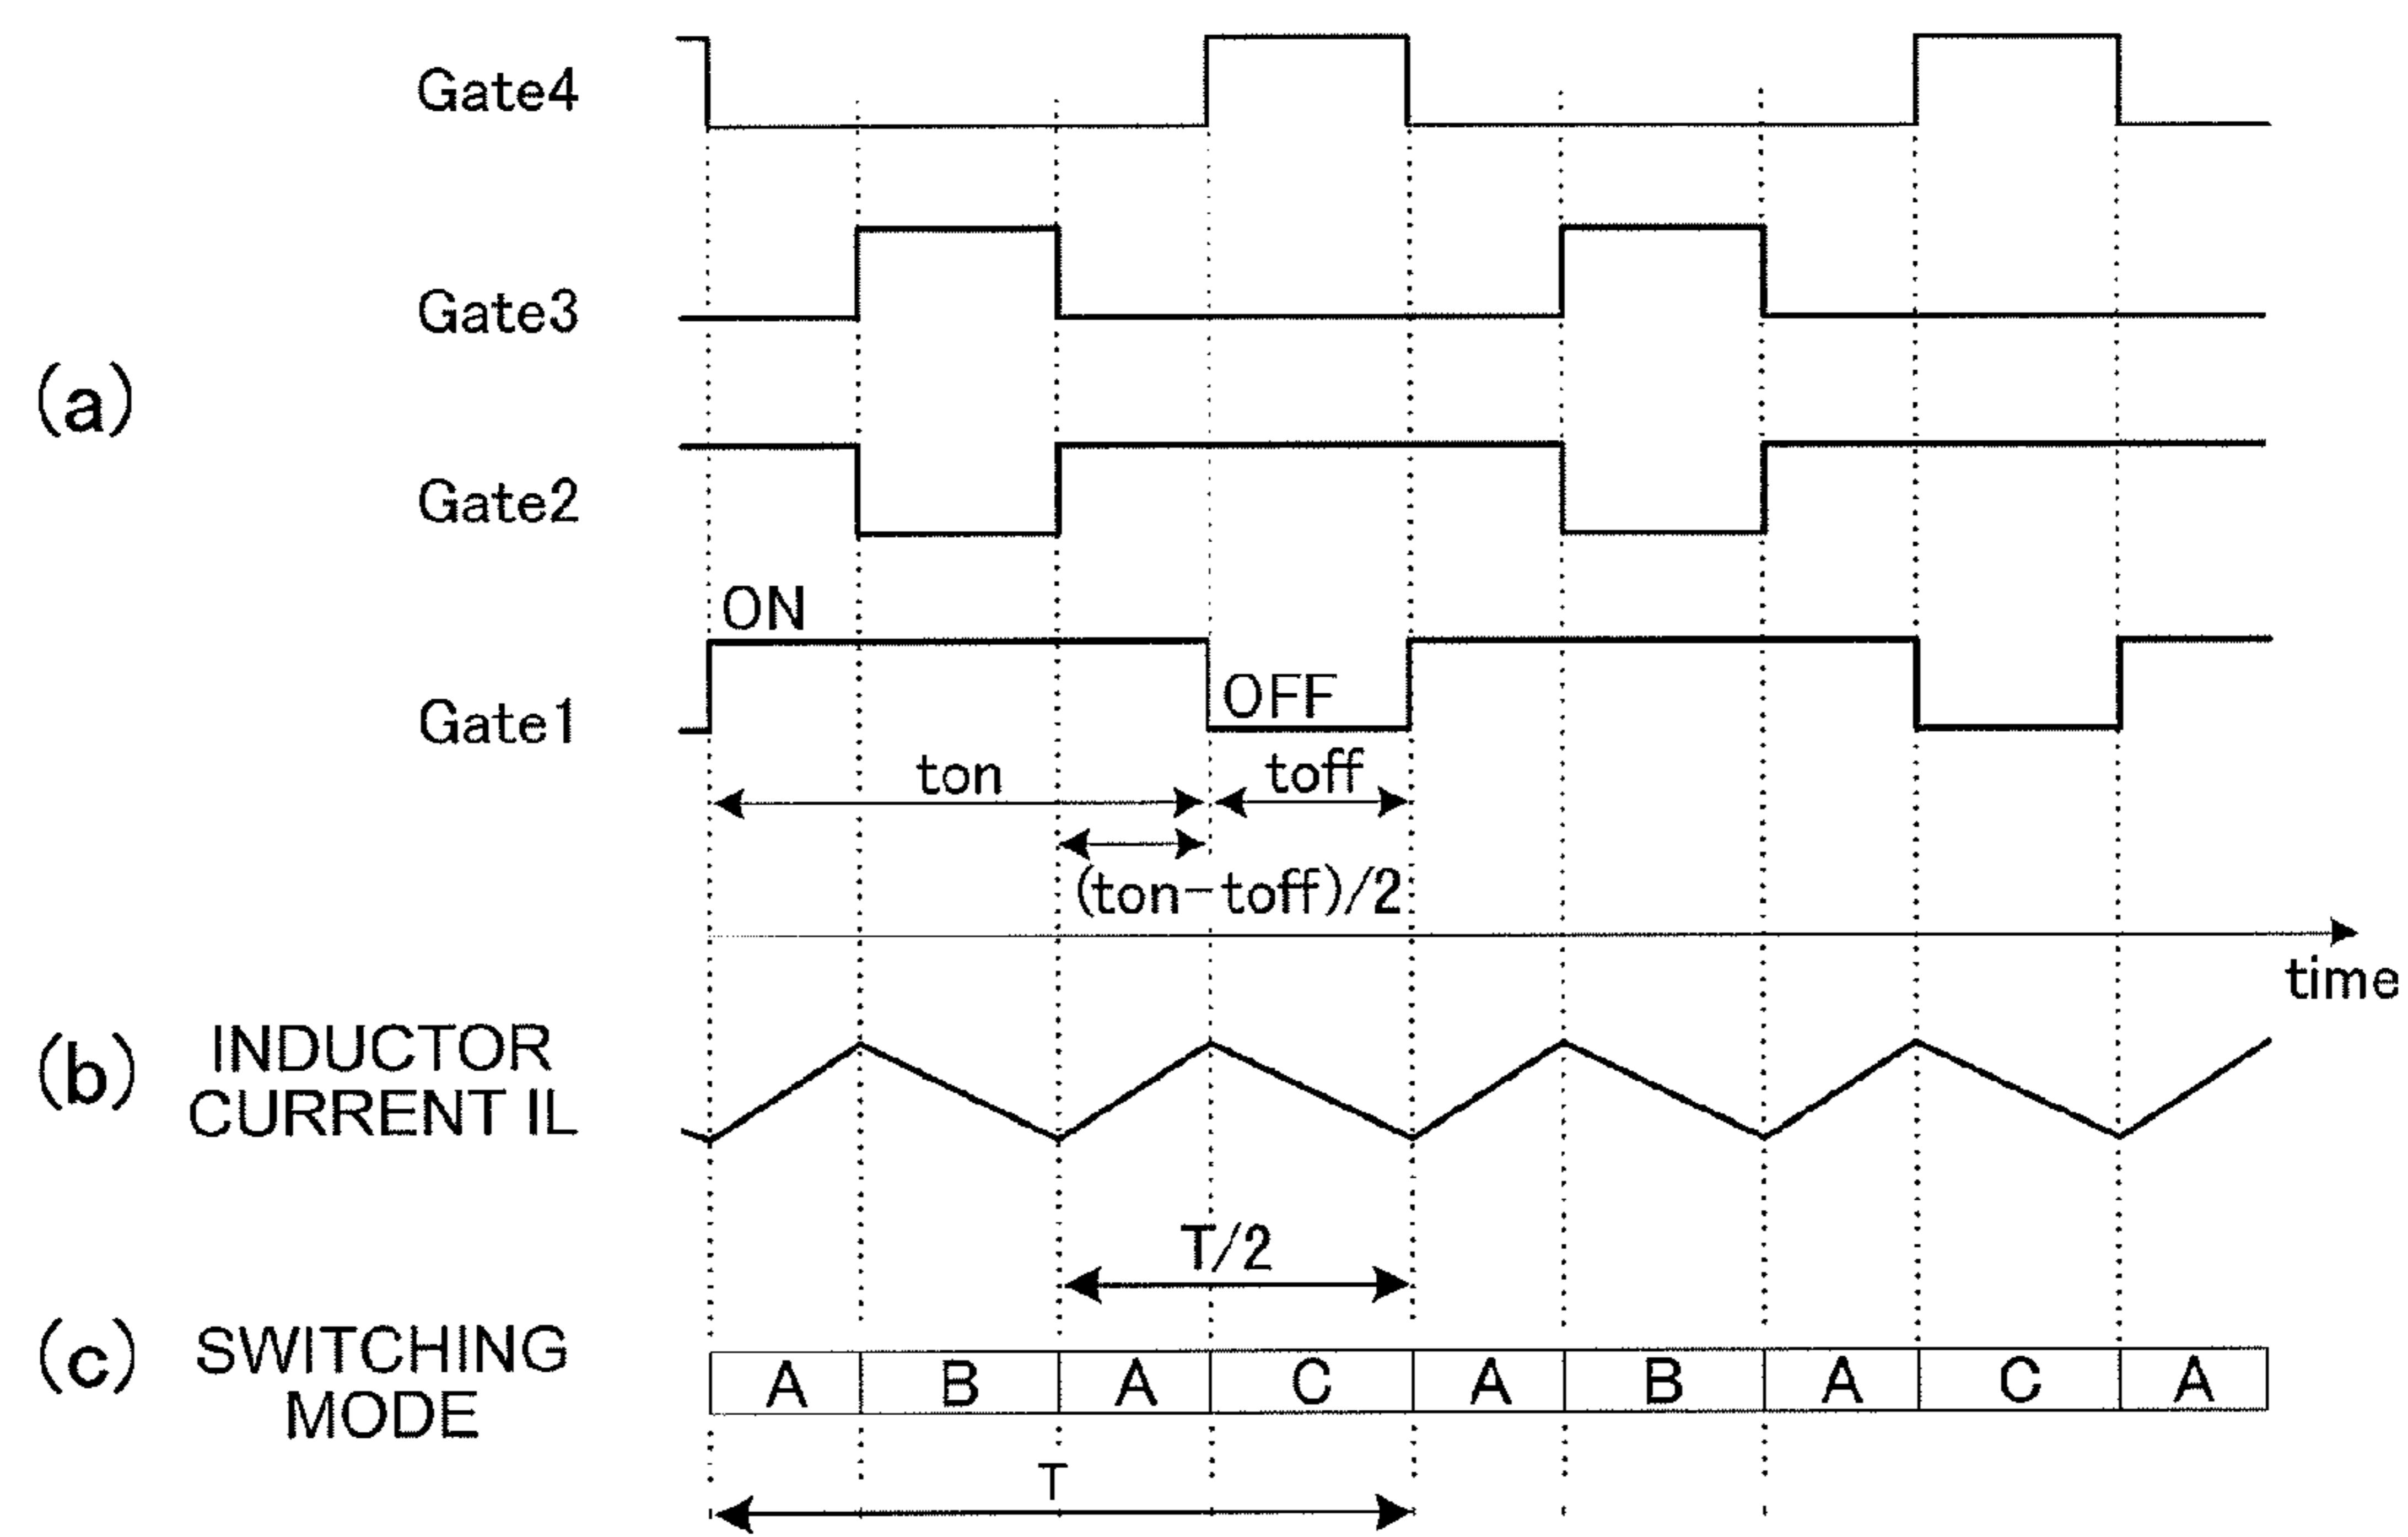 Gate4
Gate3
(a)
Gate2
ON
OFF
Gate1
ton
toff
(ton-toff)/2
time
(b) INDUCTOR
CURRENT IL
T/2
(c) SWITCHING
MODE
A B A C A B A C A
T